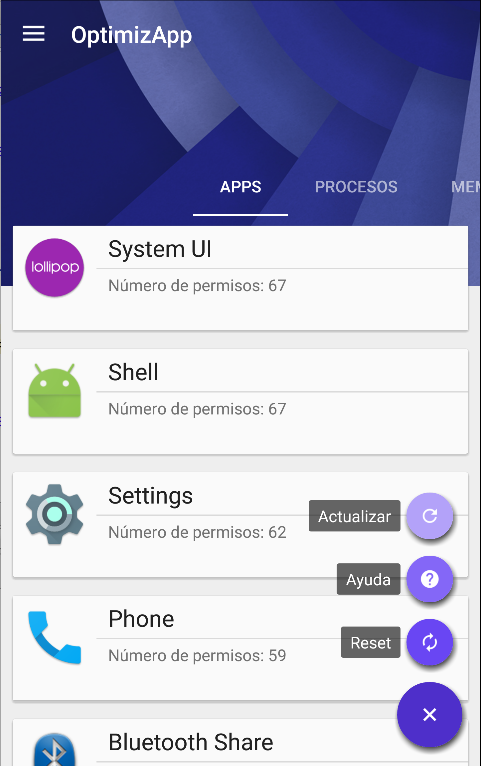 OptimizApp
APPS PROCESOS MEM
System UI
lollipop
Número de permisos: 67
Shell
Número de permisos: 67
Settings
Actualizar
Número de permisos: 62
Ayuda
Phone
Reset
Número de permisos: 59
Bluetooth Share